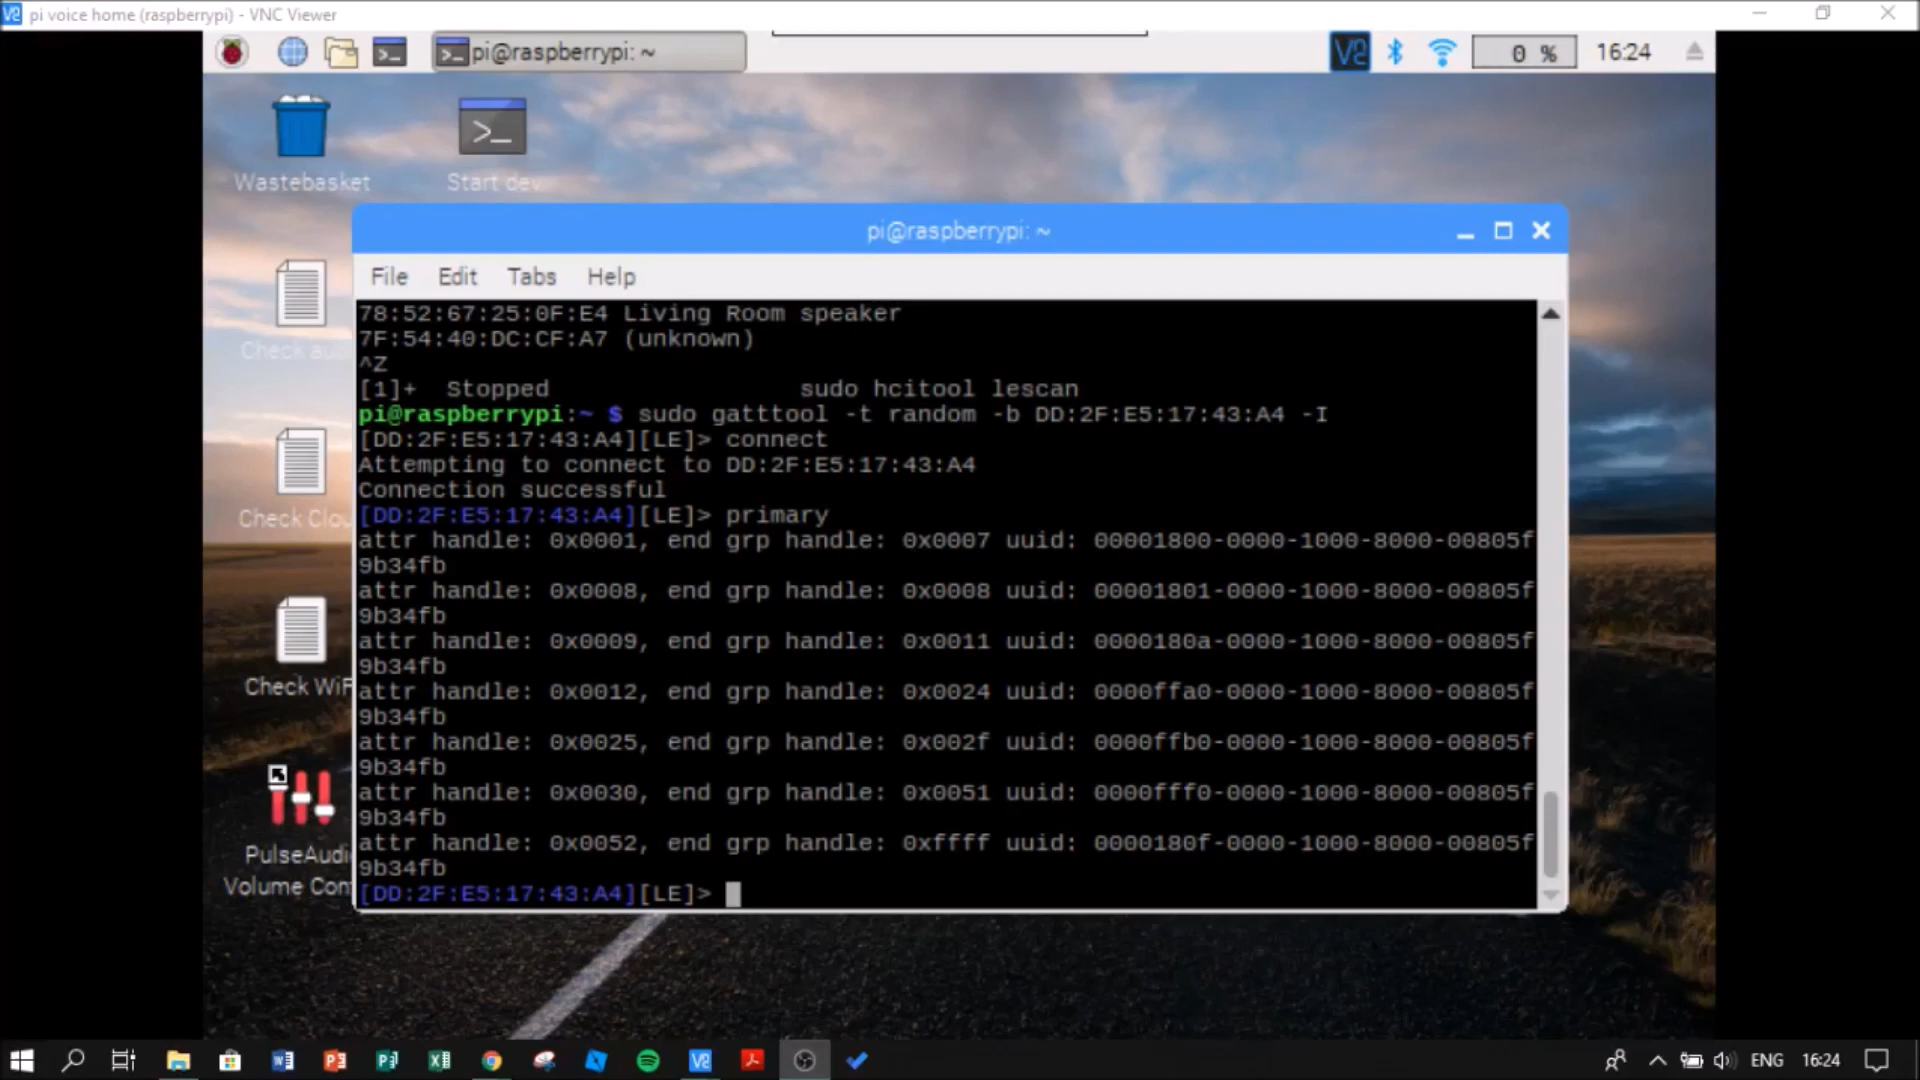 pi voice home (raspberrypi) - VNC Viewer
pi@raspberrypi: ~
0 %
16:24
Wastebasket
Start dev
pi@raspberrypi: ~
File Edit Tabs Help
78:52:67:25:0F:E4 Living Room speaker
7F:54:40:DC:CF:A7 (unknown)
^Z
[1]+ Stopped sudo hcitool lescan
pi@raspberrypi:~ $ sudo gatttool -t random -b DD:2F:E5:17:43:A4 -I
[DD:2F:E5:17:43:A4][LE]> connect
Attempting to connect to DD:2F:E5:17:43:A4
Connection successful
[DD:2F:E5:17:43:A4][LE]> primary
attr handle: 0x0001, end grp handle: 0x0007 uuid: 00001800-0000-1000-8000-00805f
9b34fb
attr handle: 0x0008, end grp handle: 0x0008 uuid: 00001801-0000-1000-8000-00805f
9b34fb
attr handle: 0x0009, end grp handle: 0x0011 uuid: 0000180a-0000-1000-8000-00805f
9b34fb
attr handle: 0x0012, end grp handle: 0x0024 uuid: 0000ffa0-0000-1000-8000-00805f
9b34fb
attr handle: 0x0025, end grp handle: 0x002f uuid: 0000ffb0-0000-1000-8000-00805f
9b34fb
attr handle: 0x0030, end grp handle: 0x0051 uuid: 0000fff0-0000-1000-8000-00805f
9b34fb
attr handle: 0x0052, end grp handle: 0xffff uuid: 0000180f-0000-1000-8000-00805f
9b34fb
[DD:2F:E5:17:43:A4][LE]>
Check au
Check Clou
Check WiF
PulseAudi
Volume Con
ENG 16:24